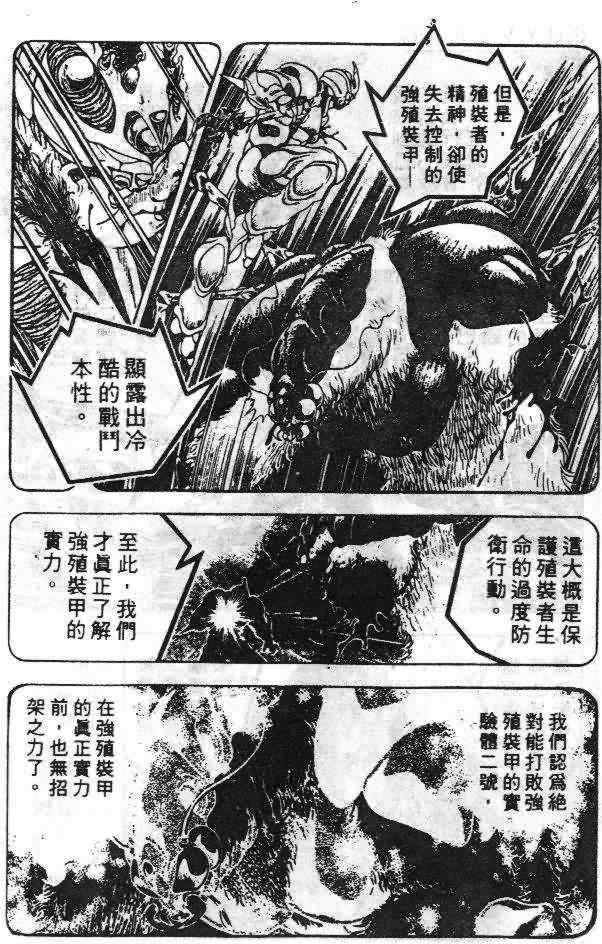 但是，
殖裝者的
精神，卻使
失去控制的
強殖裝甲——
顯露出冷
酷的戰鬥
本性。
這大概是保
護殖裝者生
命的過度防
衛行動。
至此，我們
才眞正了解
強殖裝甲的
實力。
我們認爲絶
對能打敗強
殖裝甲的實
驗體二號，
在強殖裝甲
的眞正實力
前，也無招
架之力了。